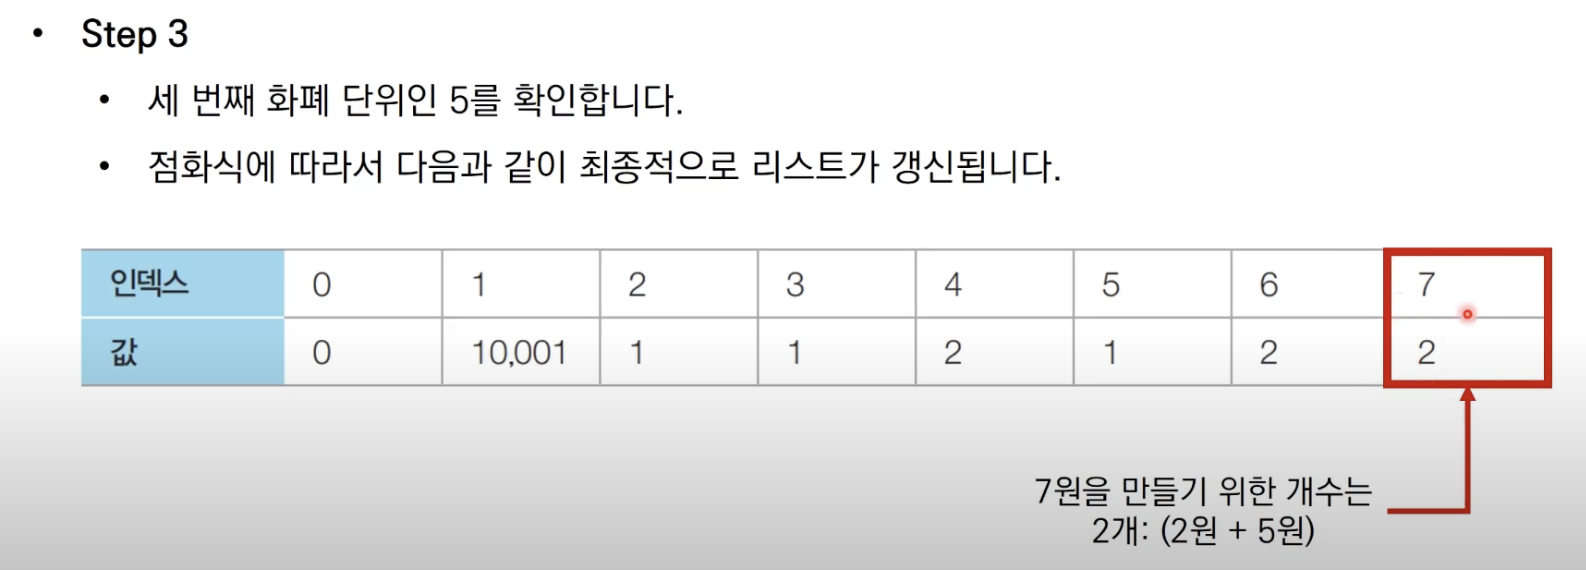 • Step 3
• 세 번째 화폐 단위인 5를 확인합니다.
• 점화식에 따라서 다음과 같이 최종적으로 리스트가 갱신됩니다.
인덱스 0 1 2 3 4 5 6 7
값 0 10,001 1 1 2 1 2 2
7원을 만들기 위한 개수는
2개: (2원 + 5원)